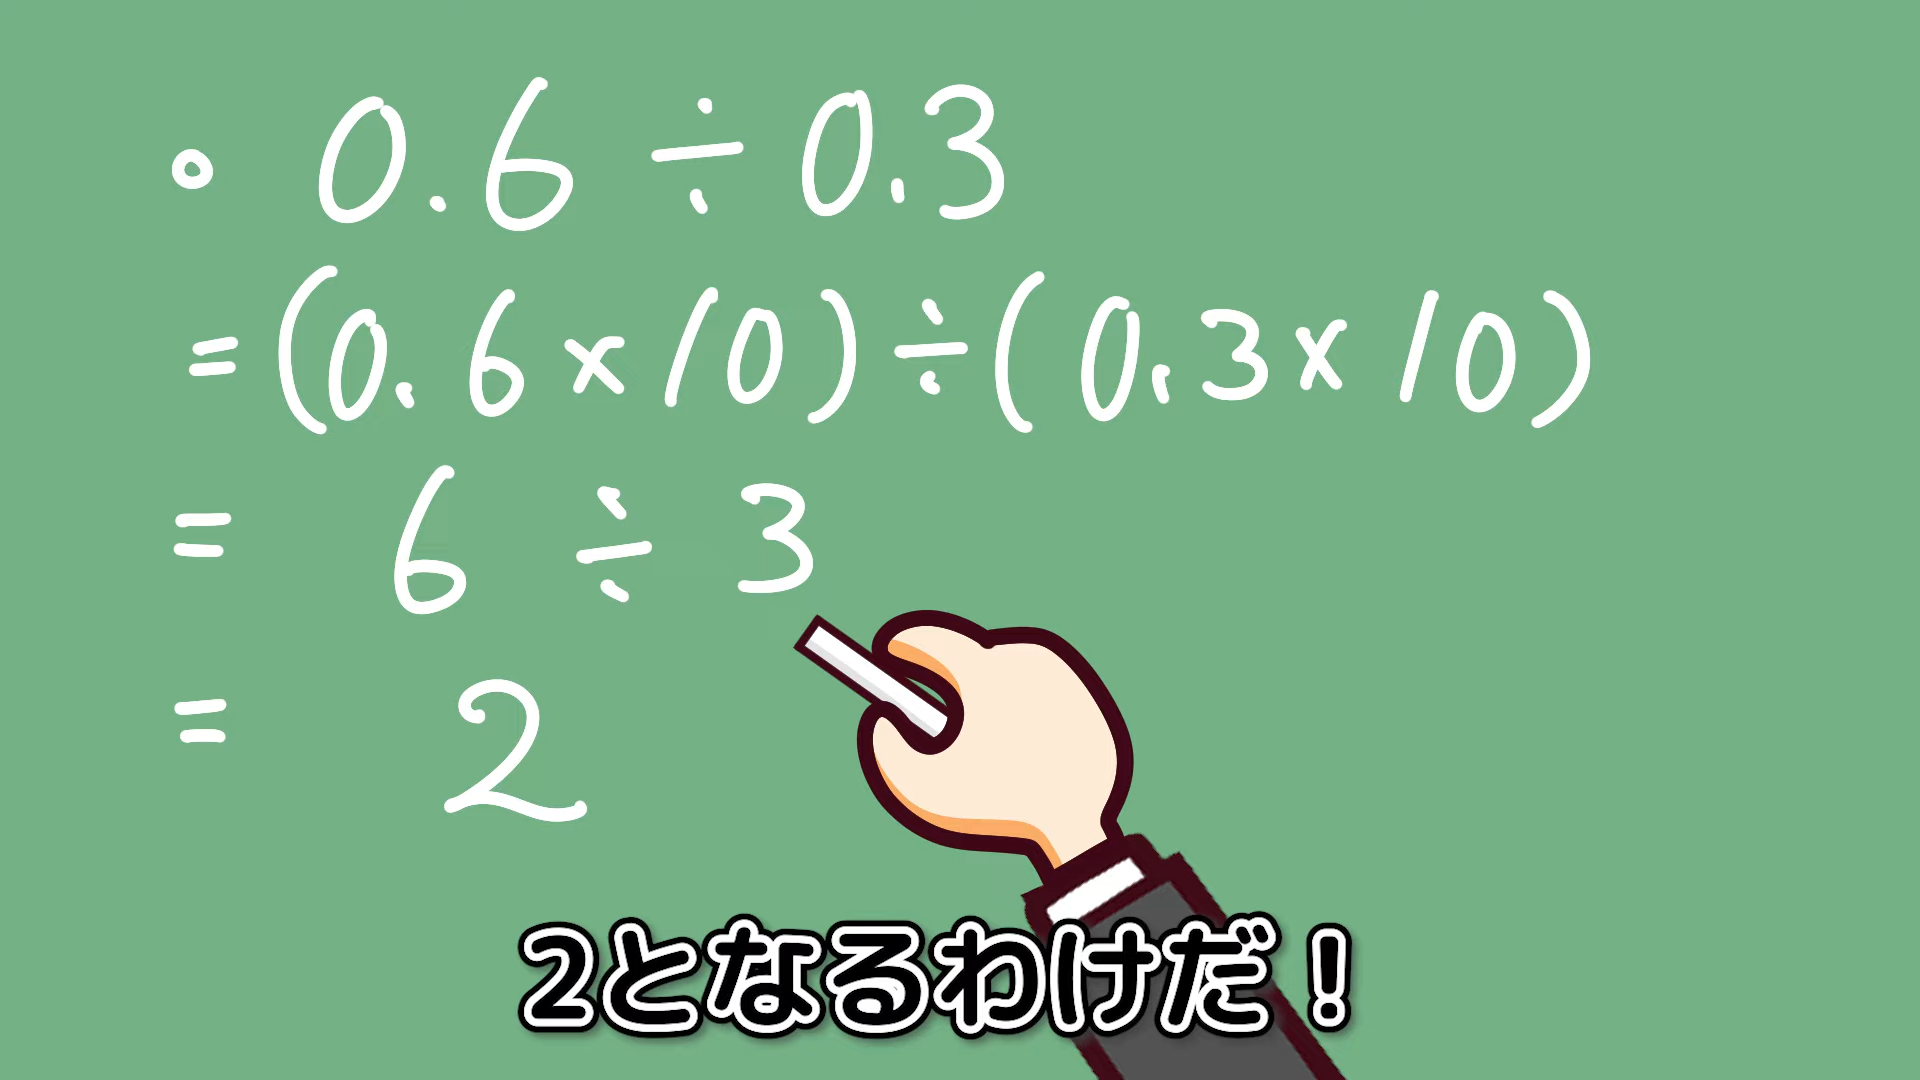 。 0.6 ÷ 0.3
= (0.6 × 10) ÷ (0.3 × 10)
= 6 ÷ 3
= 2
2となるわけだ！